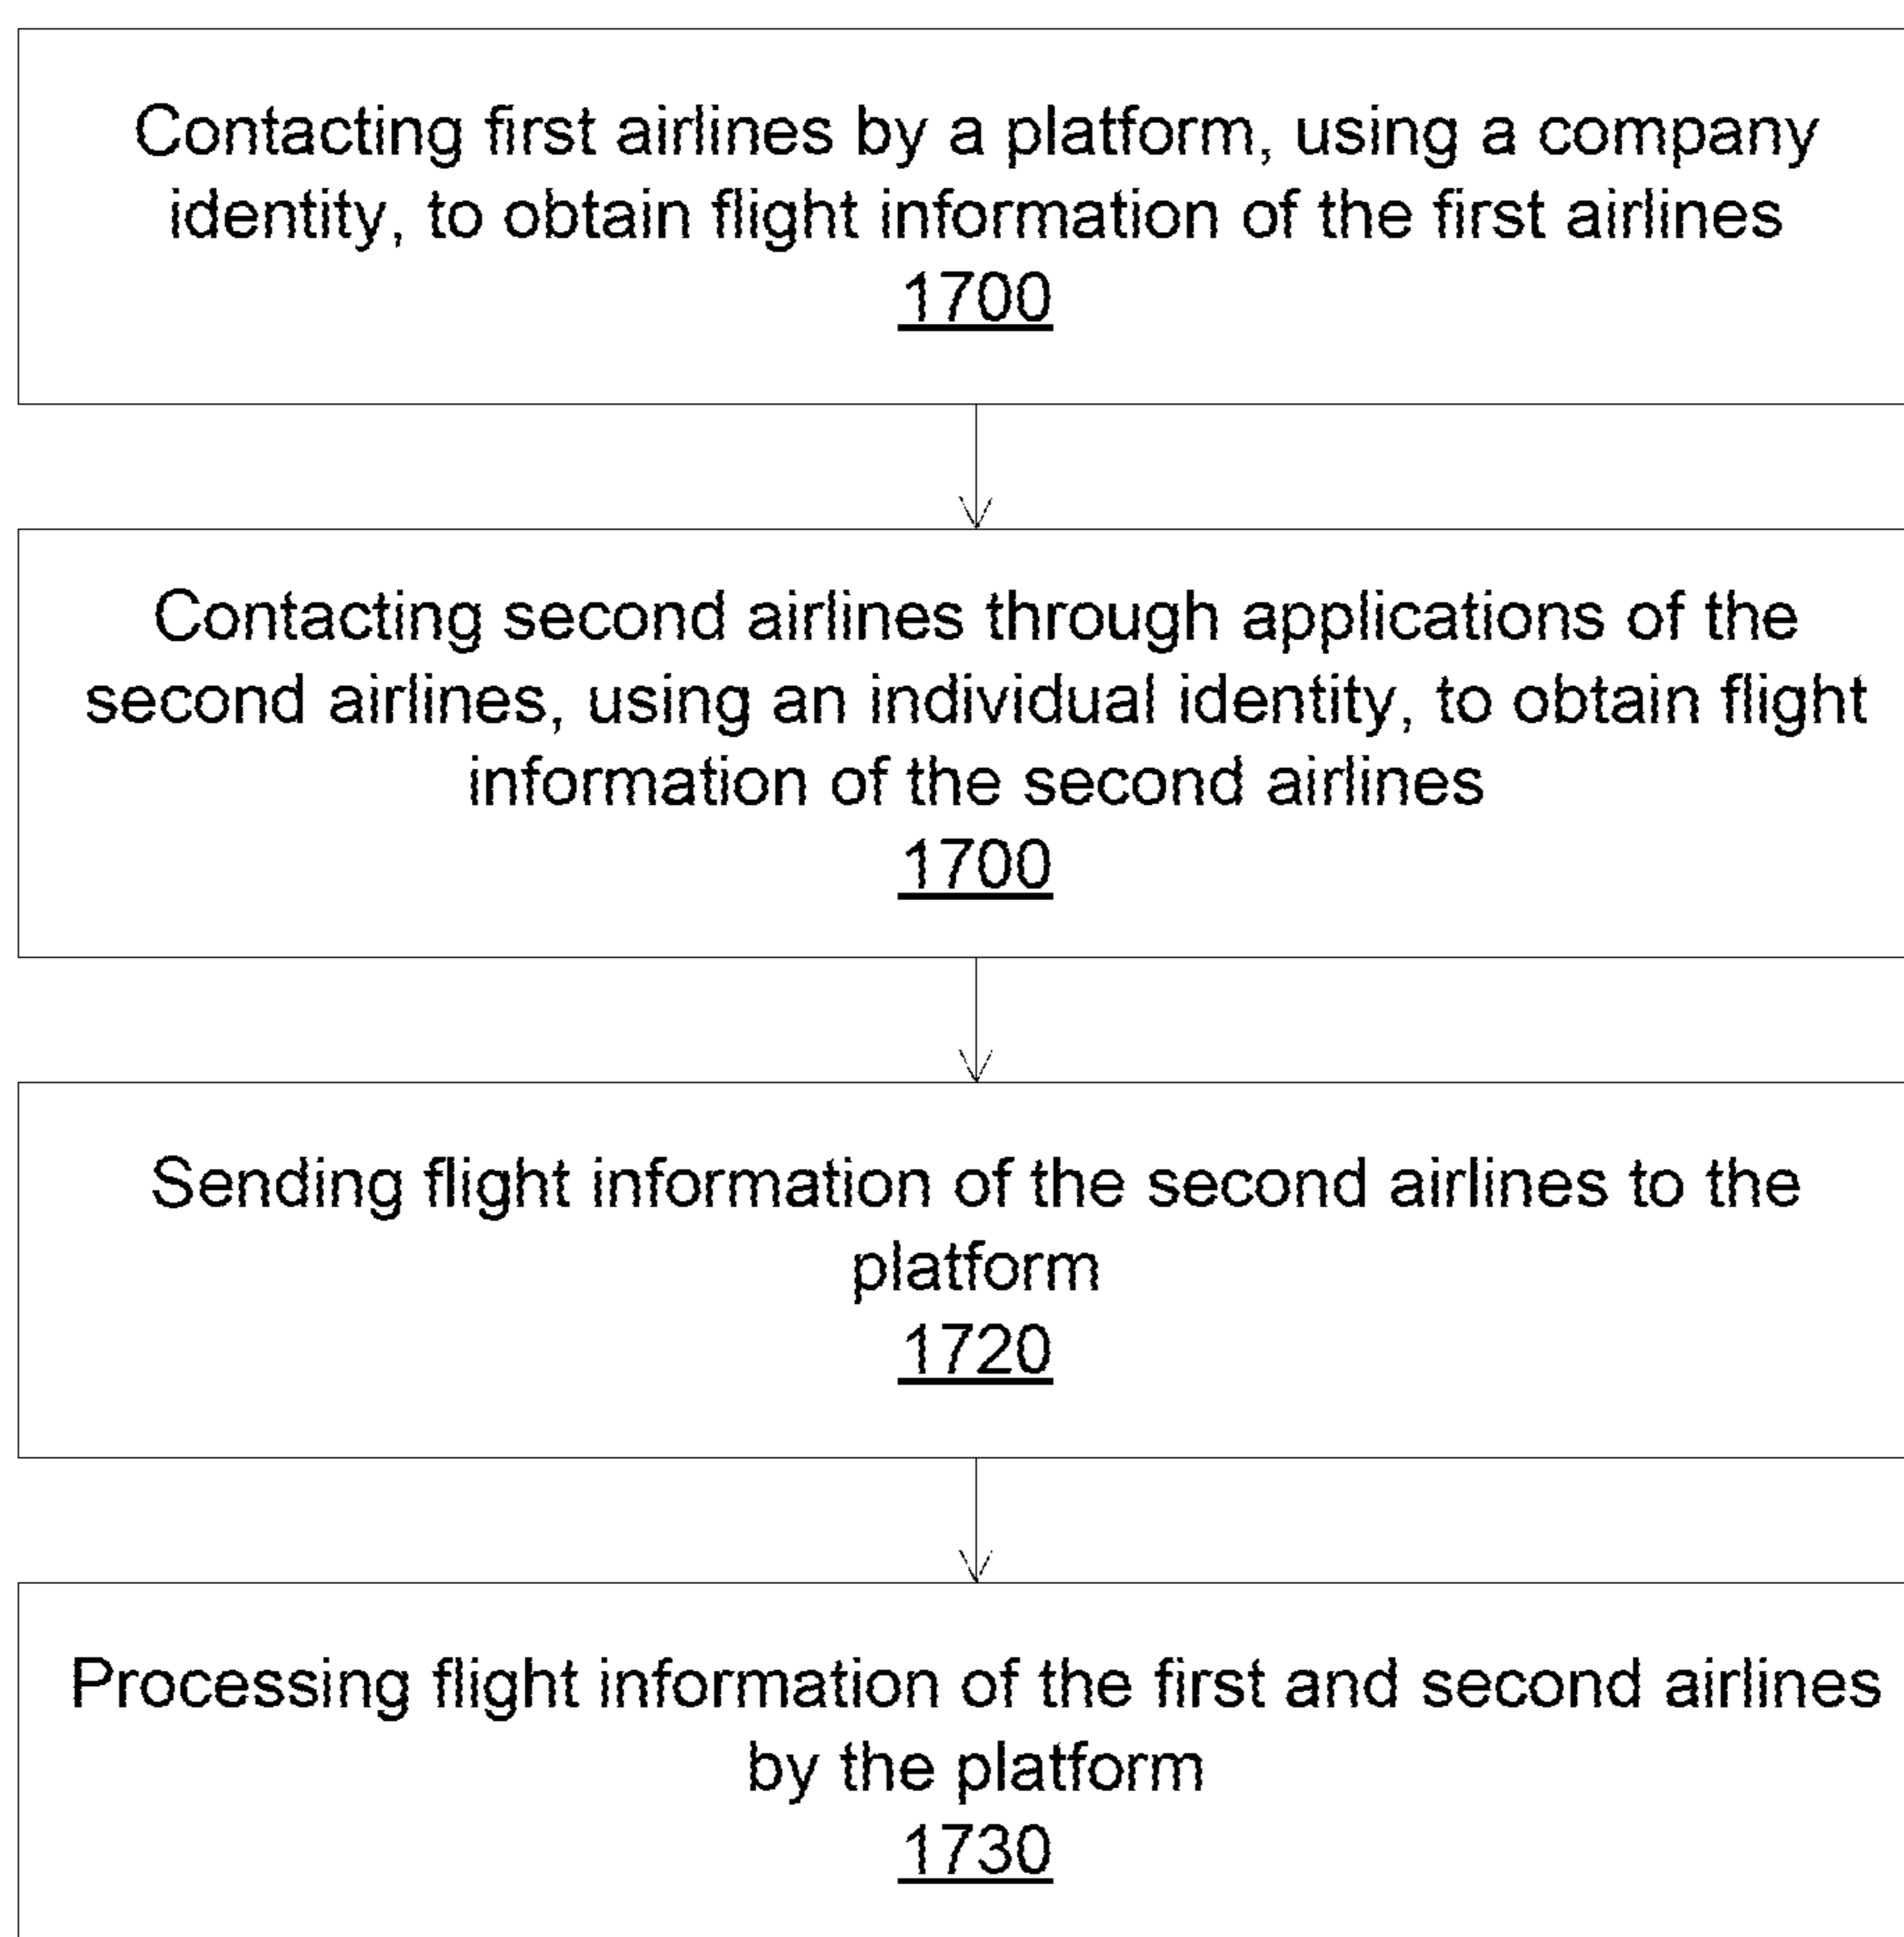 Contacting first airlines by a platform, using a company
identity, to obtain flight information of the first airlines
1700
Contacting second airlines through applications of the
second airlines, using an individual identity, to obtain flight
information of the second airlines
1700
Sending flight information of the second airlines to the
platform
1720
Processing flight information of the first and second airlines
by the platform
1730